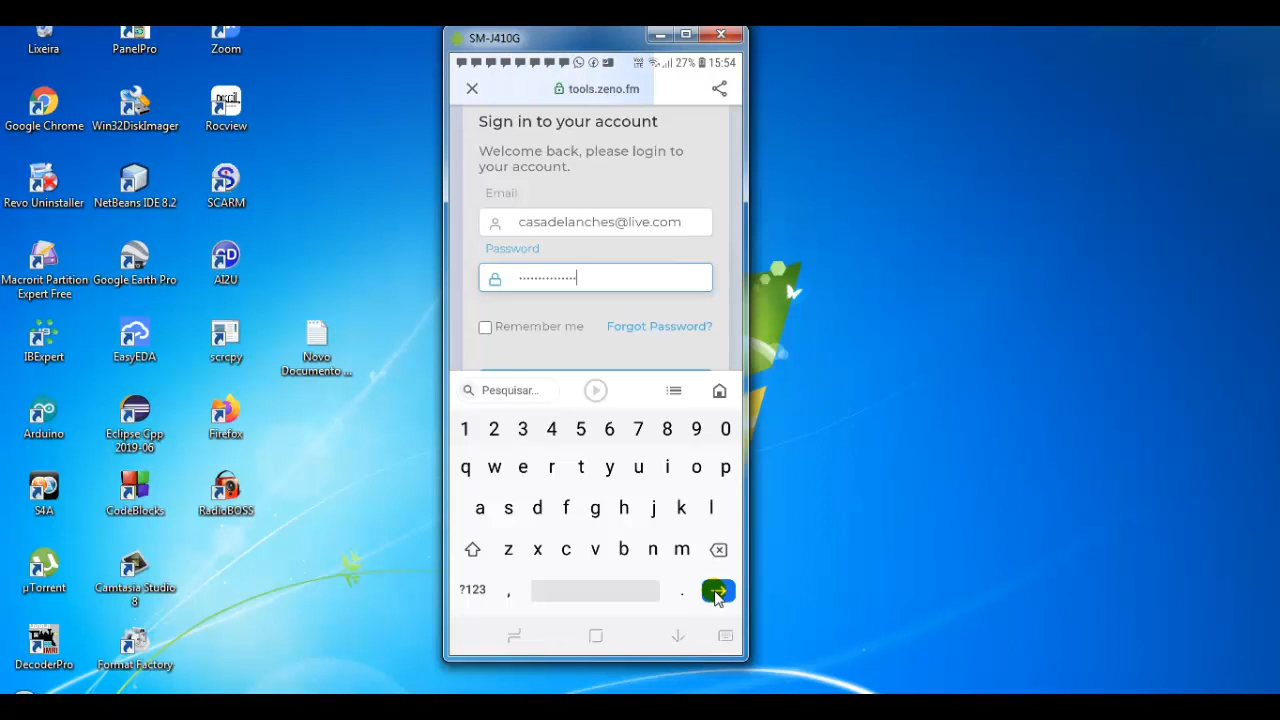 Lixeira
PanelPro
Zoom
Google Chrome
Win32DiskImager
Rocview
Revo Uninstaller
NetBeans IDE 8.2
SCARM
Macrorit Partition
Expert Free
Google Earth Pro
AI2U
IBExpert
EasyEDA
scrcpy
Novo
Documento ...
Arduino
Eclipse Cpp
2019-06
Firefox
S4A
CodeBlocks
RadioBOSS
µTorrent
Camtasia Studio
8
DecoderPro
Format Factory
SM-J410G
27% 15:54
tools.zeno.fm
Sign in to your account
Welcome back, please login to
your account.
Email
casadelanches@live.com
Password
··············
Remember me Forgot Password?
Pesquisar...
1 2 3 4 5 6 7 8 9 0
q w e r t y u i o p
a s d f g h j k l
z x c v b n m
?123 , .